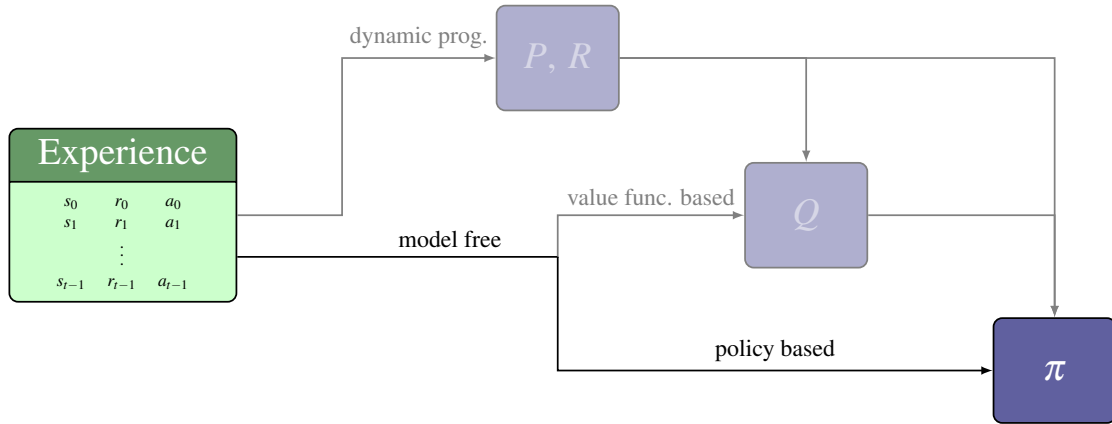 dynamic prog.
P, R
Experience
s₀ r₀ a₀
s₁ r₁ a₁
⋮
sₜ₋₁ rₜ₋₁ aₜ₋₁
value func. based
Q
model free
policy based
π